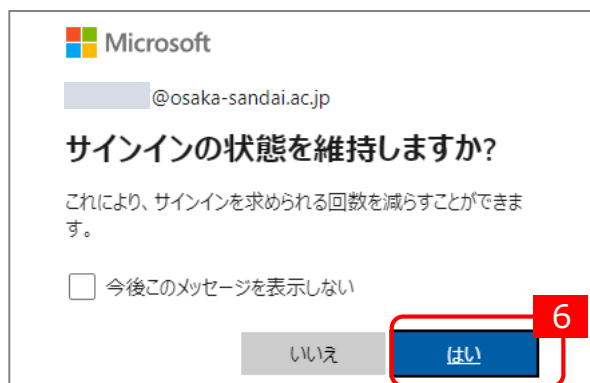 Microsoft
@osaka-sandai.ac.jp
サインインの状態を維持しますか?
これにより、サインインを求められる回数を減らすことができま
す。
今後このメッセージを表示しない
6
いいえ
はい